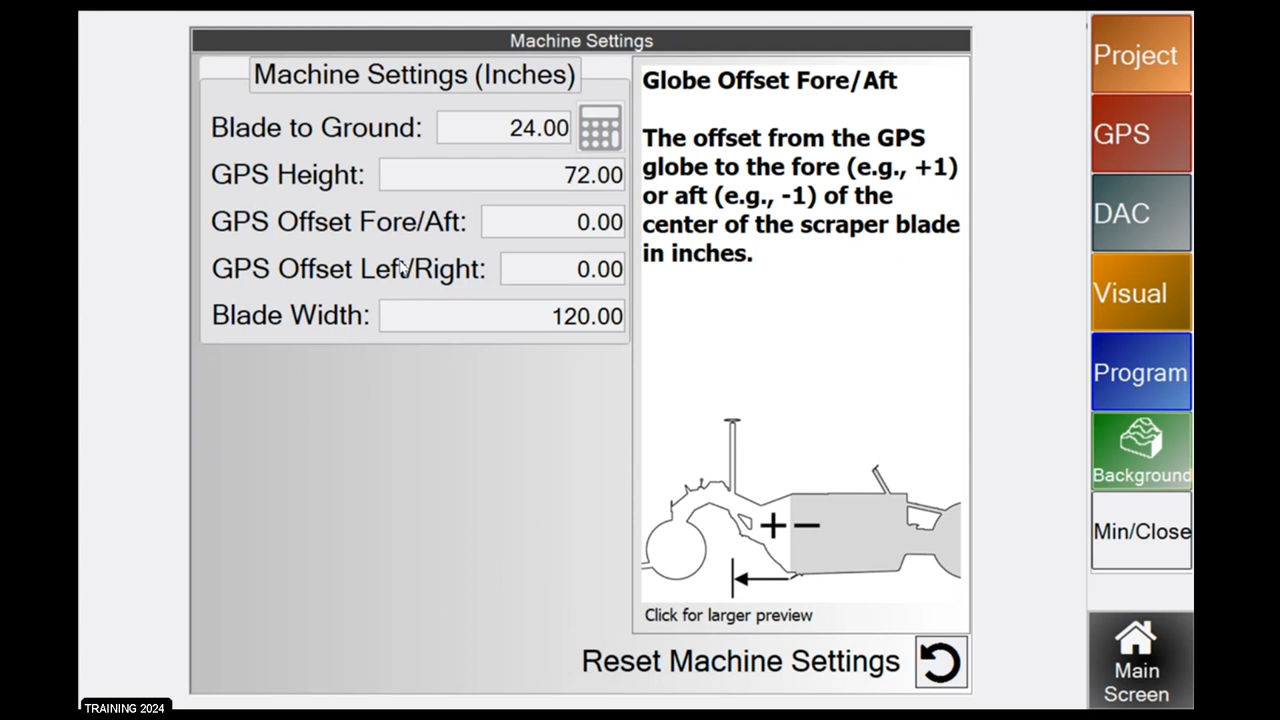 Machine Settings
Machine Settings (Inches)
Blade to Ground: 24.00
GPS Height: 72.00
GPS Offset Fore/Aft: 0.00
GPS Offset Left/Right: 0.00
Blade Width: 120.00
Globe Offset Fore/Aft
The offset from the GPS
globe to the fore (e.g., +1)
or aft (e.g., -1) of the
center of the scraper blade
in inches.
+ −
Click for larger preview
Reset Machine Settings
Project
GPS
DAC
Visual
Program
Background
Min/Close
Main
Screen
TRAINING 2024